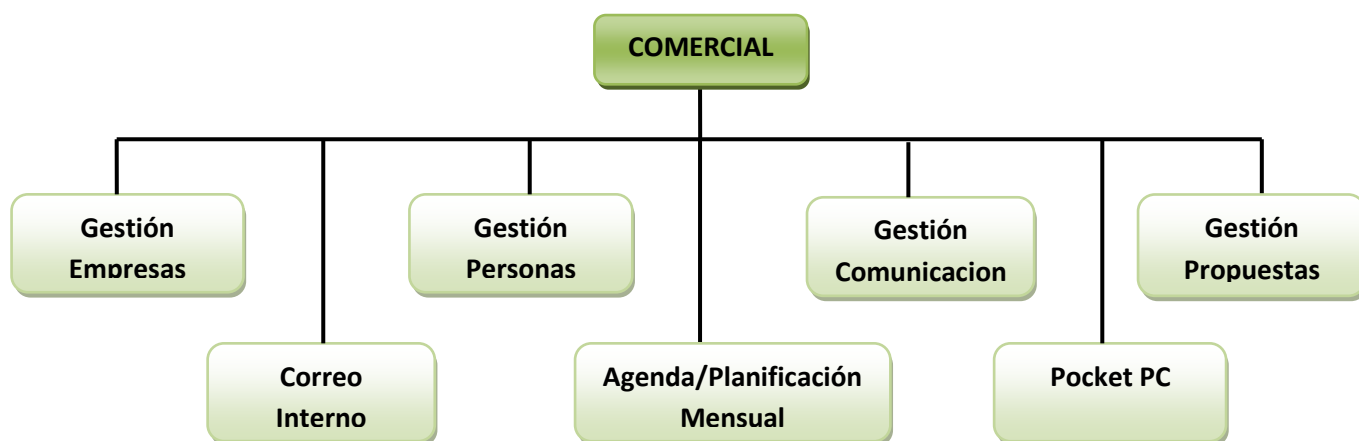 COMERCIAL
Gestión
Empresas
Gestión
Personas
Gestión
Comunicacion
Gestión
Propuestas
Correo
Interno
Agenda/Planificación
Mensual
Pocket PC